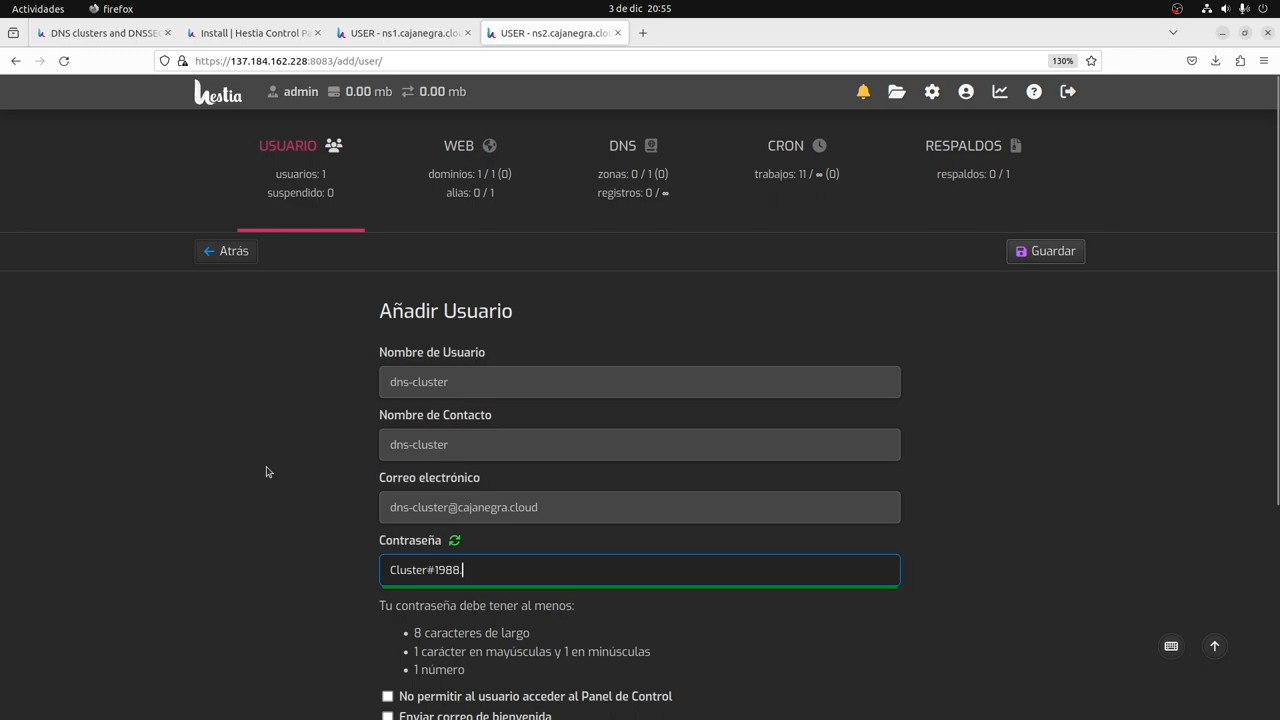 Actividades
firefox
3 de dic 20:55
DNS clusters and DNSSEC
Install | Hestia Control Pa
USER - ns1.cajanegra.clou
USER - ns2.cajanegra.clou
https://137.184.162.228:8083/add/user/
130%
hestia
admin
0.00 mb
0.00 mb
USUARIO
usuarios: 1
suspendido: 0
WEB
dominios: 1 / 1 (0)
alias: 0 / 1
DNS
zonas: 0 / 1 (0)
registros: 0 / ∞
CRON
trabajos: 11 / ∞ (0)
RESPALDOS
respaldos: 0 / 1
Atrás
Guardar
Añadir Usuario
Nombre de Usuario
dns-cluster
Nombre de Contacto
dns-cluster
Correo electrónico
dns-cluster@cajanegra.cloud
Contraseña
Cluster#1988.
Tu contraseña debe tener al menos:
• 8 caracteres de largo
• 1 carácter en mayúsculas y 1 en minúsculas
• 1 número
No permitir al usuario acceder al Panel de Control
Enviar correo de bienvenida